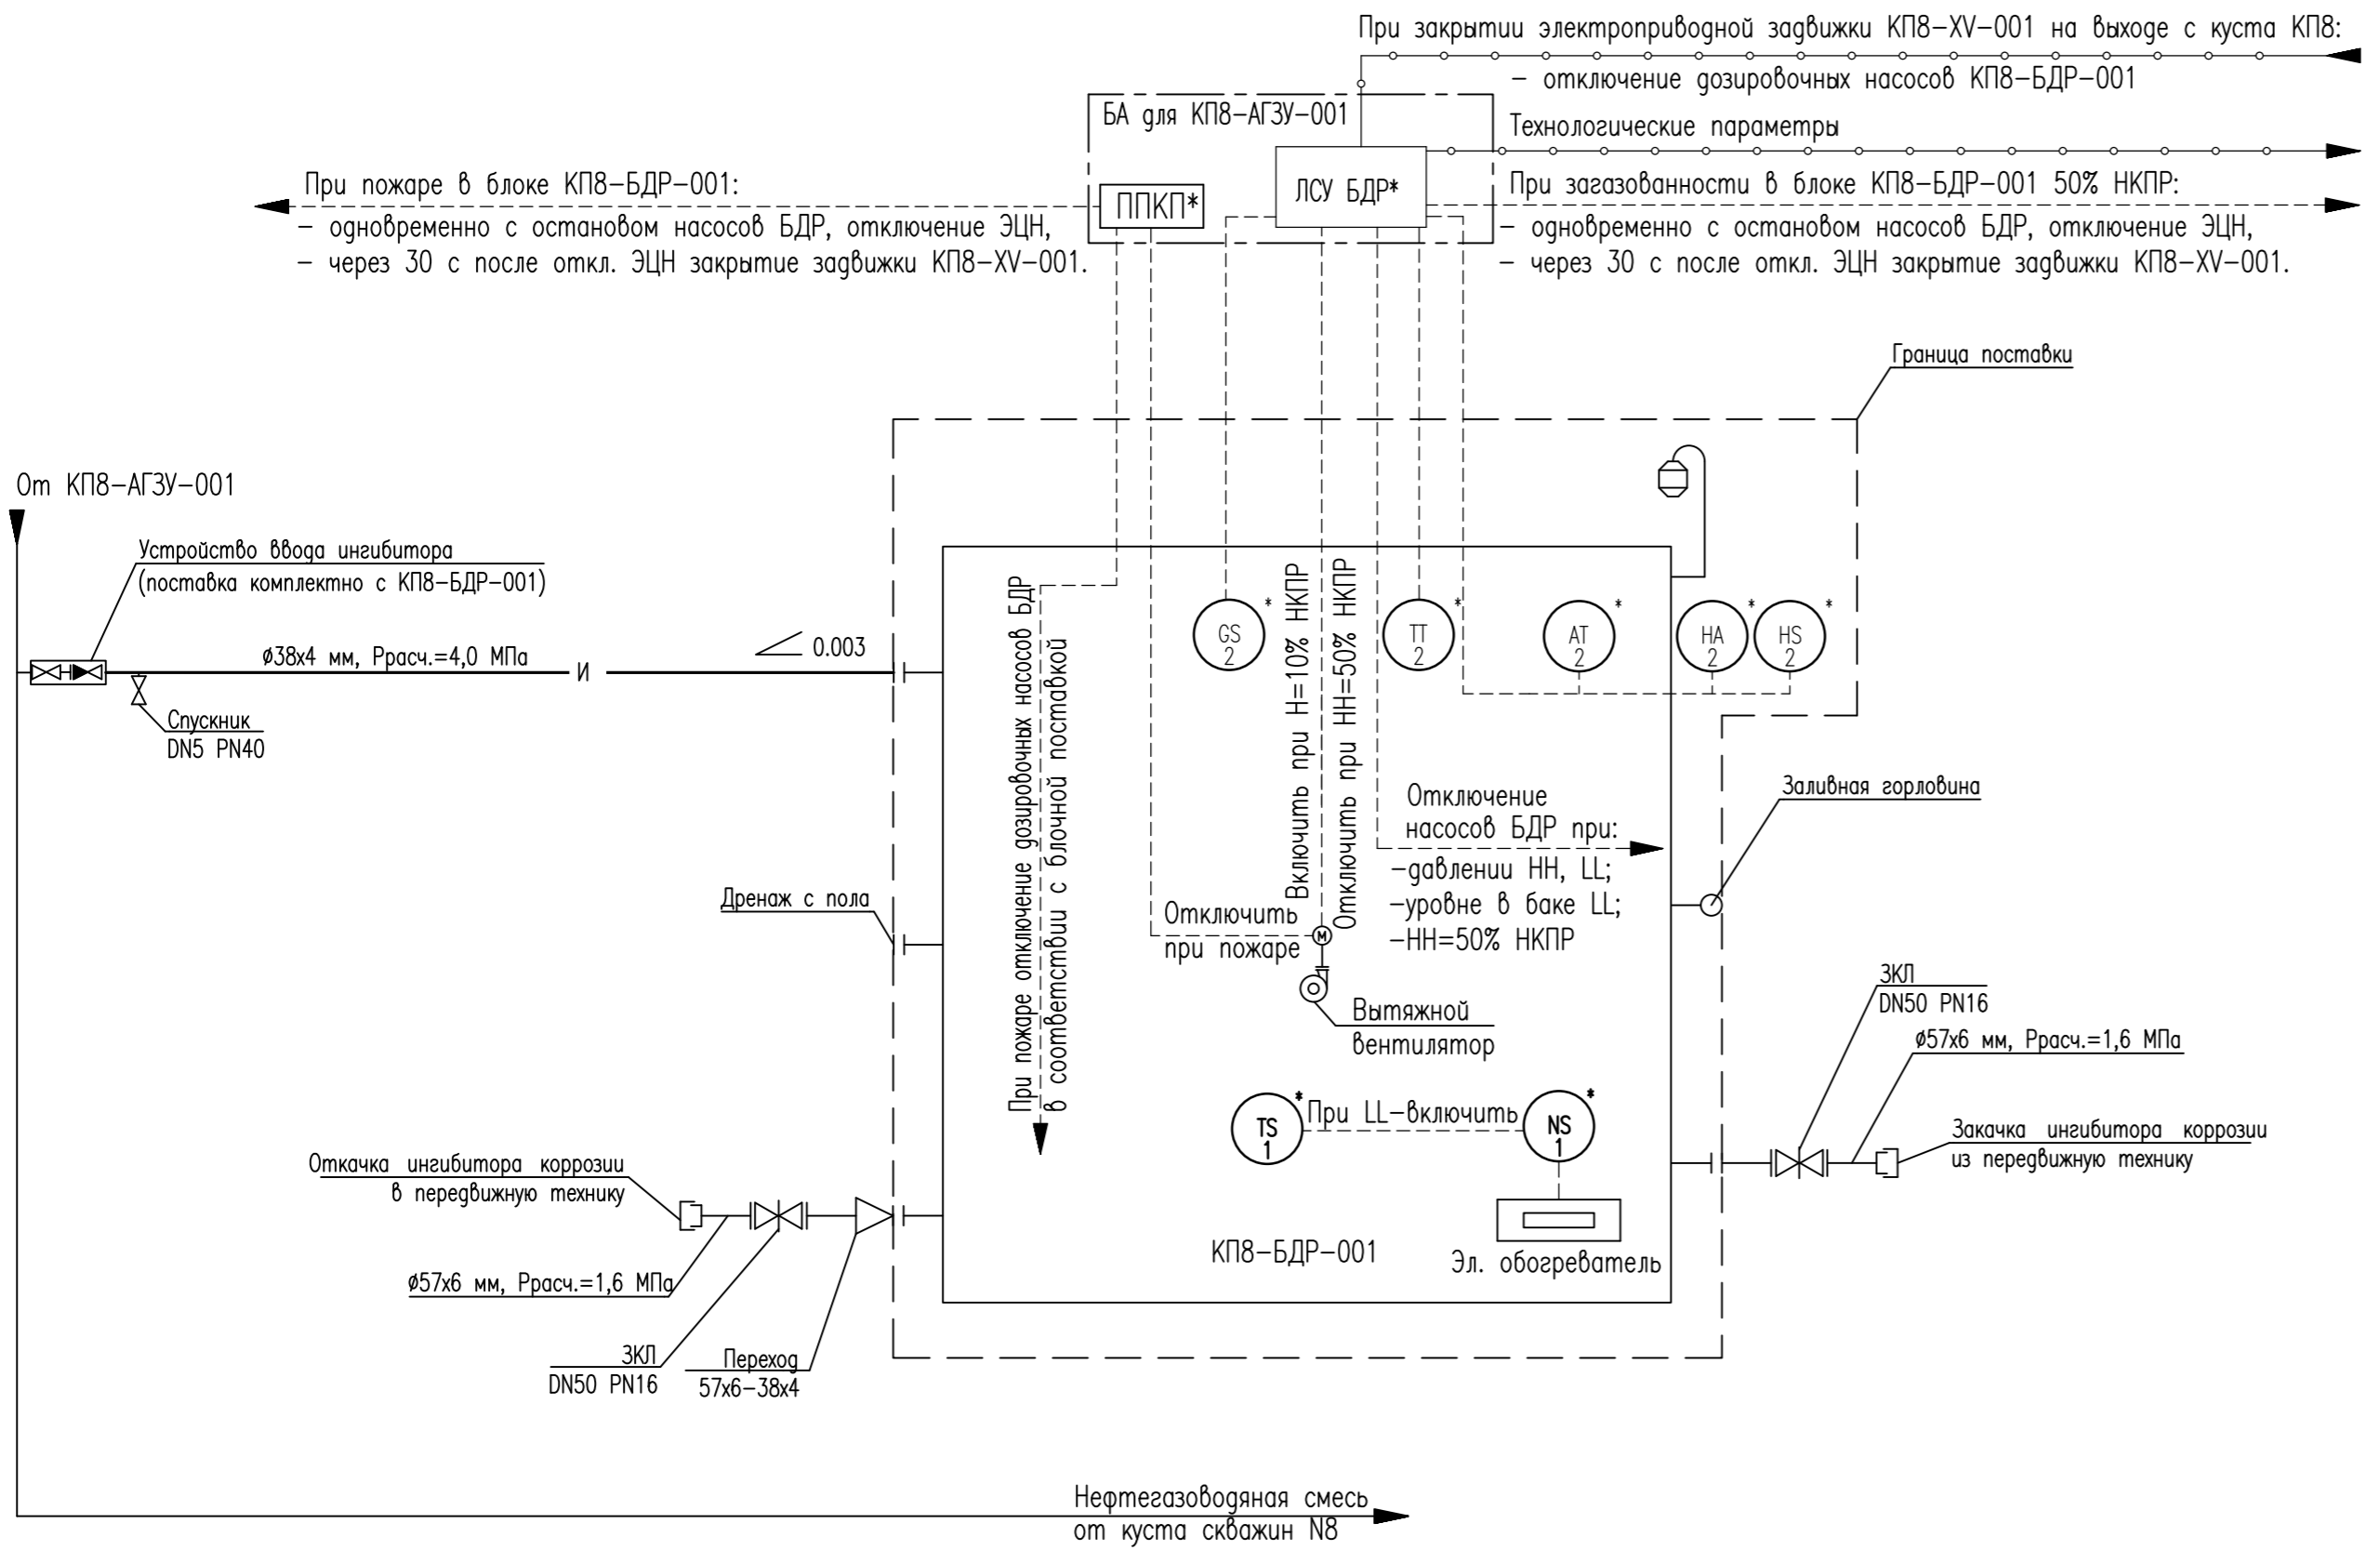 При закрытии электроприводной задвижки КП8-XV-001 на выходе с куста КП8:
- отключение дозировочных насосов КП8-БДР-001
БА для КП8-АГЗУ-001
Технологические параметры
ППКП*
ЛСУ БДР*
При пожаре в блоке КП8-БДР-001:
- одновременно с остановом насосов БДР, отключение ЭЦН,
- через 30 с после откл. ЭЦН закрытие задвижки КП8-XV-001.
При загазованности в блоке КП8-БДР-001 50% НКПР:
- одновременно с остановом насосов БДР, отключение ЭЦН,
- через 30 с после откл. ЭЦН закрытие задвижки КП8-XV-001.
Граница поставки
От КП8-АГЗУ-001
Устройство ввода ингибитора
(поставка комплектно с КП8-БДР-001)
ø38x4 мм, Ррасч.=4,0 МПа
И
0.003
Спускник
DN5 PN40
При пожаре отключение дозировочных насосов БДР
в соответствии с блочной поставкой
GS
2
*
Включить при Н=10% НКПР
Отключить при НН=50% НКПР
TT
2
*
AT
2
*
HA
2
*
HS
2
*
Отключение
насосов БДР при:
-давлении НН, LL;
-уровне в баке LL;
-НН=50% НКПР
Заливная горловина
Дренаж с пола
Отключить
при пожаре
М
Вытяжной
вентилятор
ЗКЛ
DN50 PN16
ø57x6 мм, Ррасч.=1,6 МПа
Закачка ингибитора коррозии
из передвижную технику
TS
1
*
При LL-включить
NS
1
*
Эл. обогреватель
КП8-БДР-001
Откачка ингибитора коррозии
в передвижную технику
ø57x6 мм, Ррасч.=1,6 МПа
ЗКЛ
DN50 PN16
Переход
57x6-38x4
Нефтегазоводяная смесь
от куста скважин N8